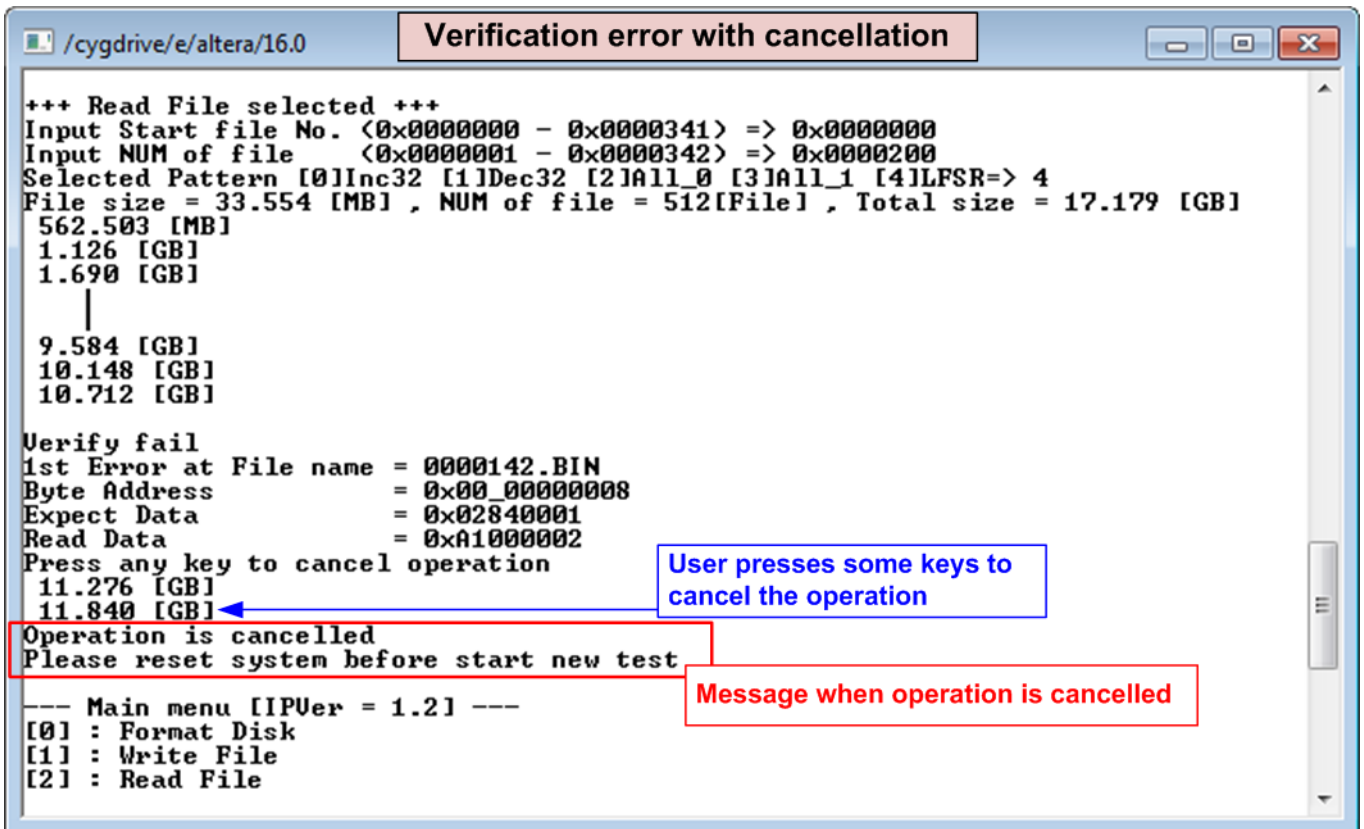 /cygdrive/e/altera/16.0
Verification error with cancellation
+++ Read File selected +++
Input Start file No. (0x0000000 - 0x0000341) => 0x0000000
Input NUM of file    (0x0000001 - 0x0000342) => 0x0000200
Selected Pattern [0]Inc32 [1]Dec32 [2]All_0 [3]All_1 [4]LFSR=> 4
File size = 33.554 [MB] , NUM of file = 512[File] , Total size = 17.179 [GB]
562.503 [MB]
1.126 [GB]
1.690 [GB]
9.584 [GB]
10.148 [GB]
10.712 [GB]
Verify fail
1st Error at File name = 0000142.BIN
Byte Address           = 0x00_00000008
Expect Data            = 0x02840001
Read Data              = 0xA1000002
Press any key to cancel operation
11.276 [GB]
11.840 [GB]
User presses some keys to
cancel the operation
Operation is cancelled
Please reset system before start new test
Message when operation is cancelled
--- Main menu [IPVer = 1.2] ---
[0] : Format Disk
[1] : Write File
[2] : Read File